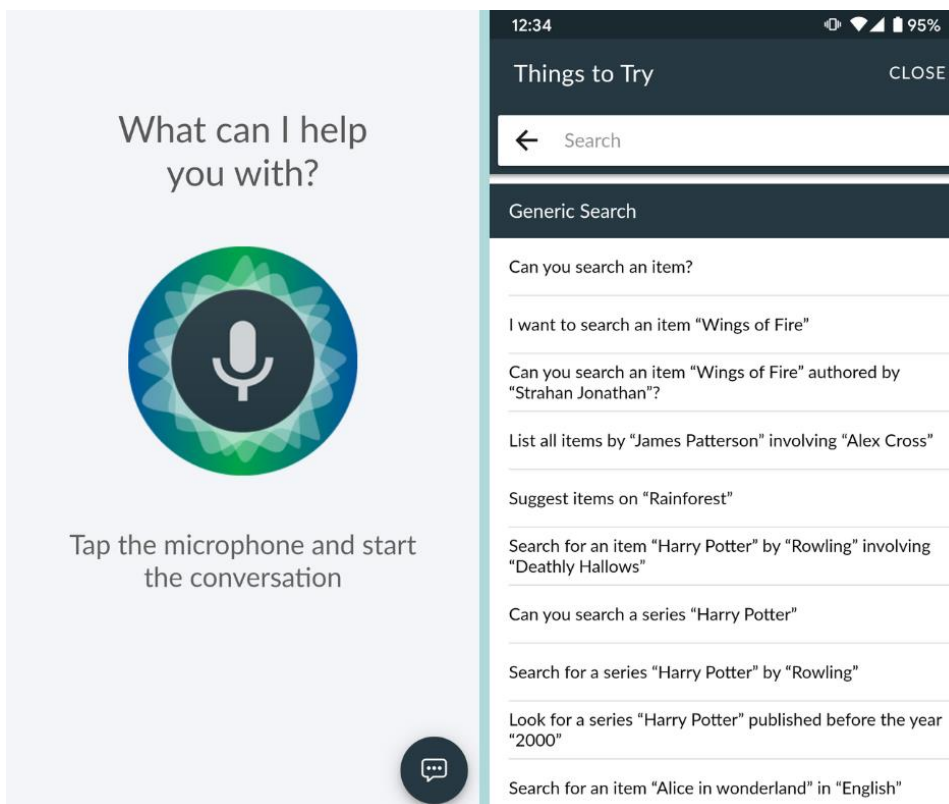 What can I help
you with?
Tap the microphone and start
the conversation
12:34
95%
Things to Try
CLOSE
Search
Generic Search
Can you search an item?
I want to search an item “Wings of Fire”
Can you search an item “Wings of Fire” authored by
“Strahan Jonathan”?
List all items by “James Patterson” involving “Alex Cross”
Suggest items on “Rainforest”
Search for an item “Harry Potter” by “Rowling” involving
“Deathly Hallows”
Can you search a series “Harry Potter”
Search for a series “Harry Potter” by “Rowling”
Look for a series “Harry Potter” published before the year
“2000”
Search for an item “Alice in wonderland” in “English”